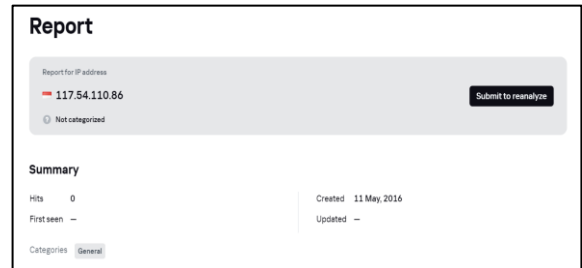 Report
Report for IP address
117.54.110.86
Submit to reanalyze
Not categorized
Summary
Hits 0
Created 11 May, 2016
First seen —
Updated —
Categories General